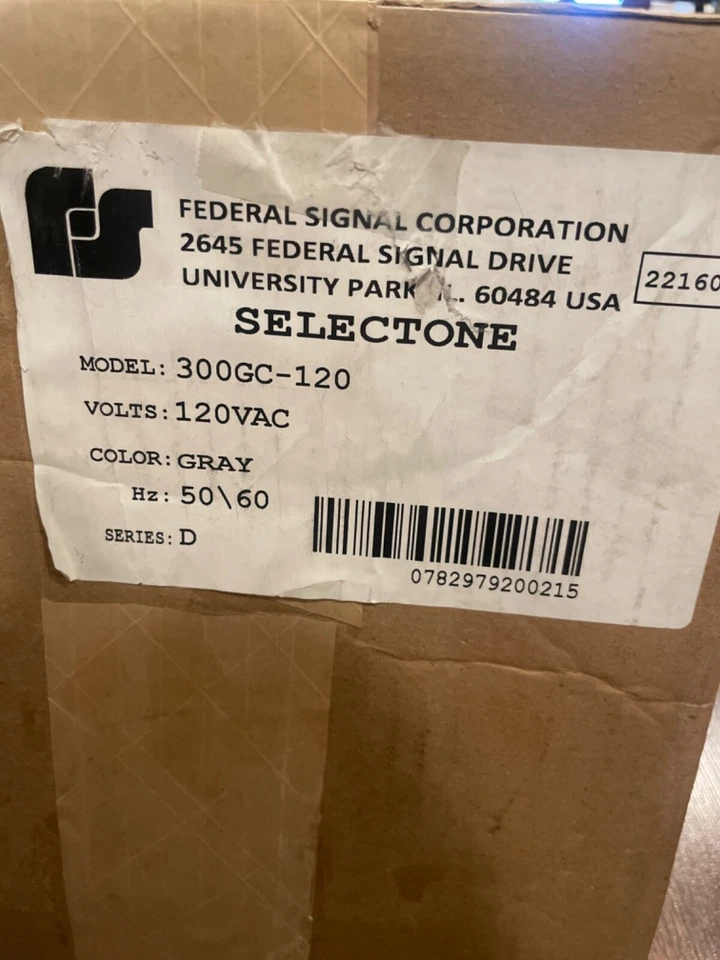 FS
FEDERAL SIGNAL CORPORATION
2645 FEDERAL SIGNAL DRIVE
UNIVERSITY PARK 60484 USA
22160
SELECTONE
MODEL: 300GC-120
VOLTS: 120VAC
COLOR: GRAY
Hz: 50\60
SERIES: D
0782979200215